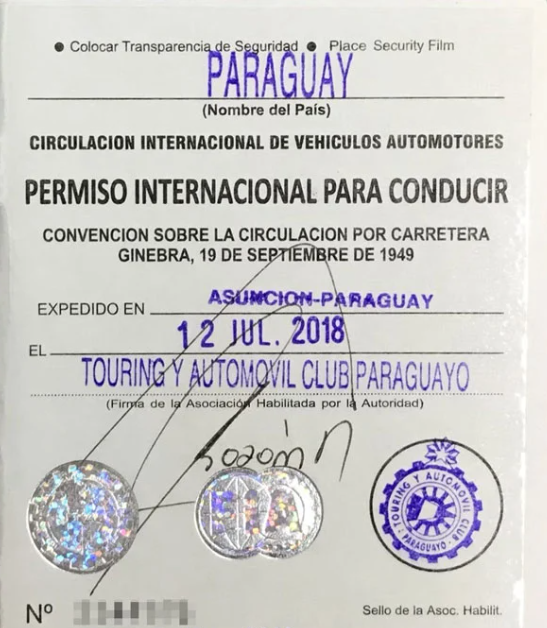 ● Colocar Transparencia de Seguridad ● Place Security Film
PARAGUAY
(Nombre del País)
CIRCULACION INTERNACIONAL DE VEHICULOS AUTOMOTORES
PERMISO INTERNACIONAL PARA CONDUCIR
CONVENCION SOBRE LA CIRCULACION POR CARRETERA
GINEBRA, 19 DE SEPTIEMBRE DE 1949
EXPEDIDO EN ASUNCION-PARAGUAY
EL 12 JUL. 2018
TOURING Y AUTOMOVIL CLUB PARAGUAYO
(Firma de la Asociación Habilitada por la Autoridad)
TOURING Y AUTOMOVIL CLUB
PARAGUAYO
Nº
Sello de la Asoc. Habilit.